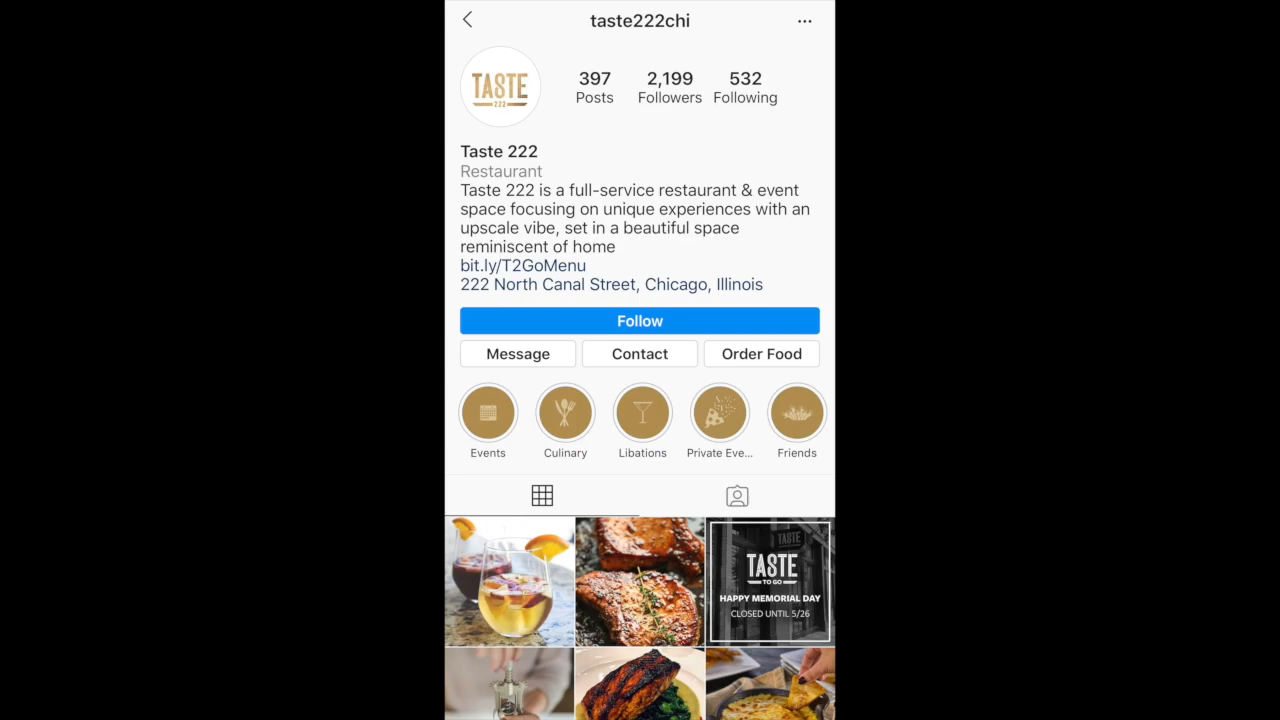 taste222chi
TASTE
222
397
2,199
532
Posts
Followers
Following
Taste 222
Restaurant
Taste 222 is a full-service restaurant & event
space focusing on unique experiences with an
upscale vibe, set in a beautiful space
reminiscent of home
bit.ly/T2GoMenu
222 North Canal Street, Chicago, Illinois
Follow
Message
Contact
Order Food
Events
Culinary
Libations
Private Eve...
Friends
TASTE
TASTE
TO GO
HAPPY MEMORIAL DAY
CLOSED UNTIL 5/26